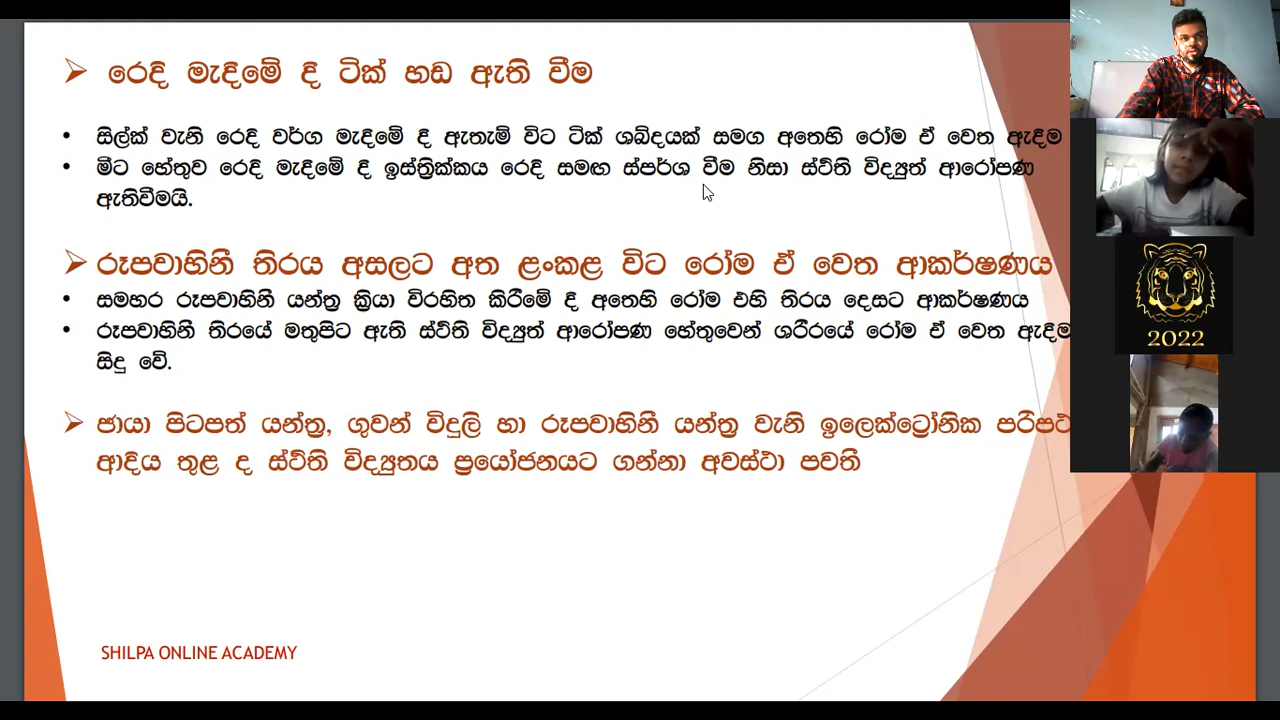 රෙදි මැදීමේ දී ටික් හඬ ඇති වීම
සිල්ක් වැනි රෙදි වර්ග මැදීමේ දී ඇතැම් විට ටික් ශබ්දයක් සමග අතෙහි රෝම ඒ වෙත ඇදීම
මීට හේතුව රෙදි මැදීමේ දී ඉස්ත්‍රික්කය රෙදි සමඟ ස්පර්ශ වීම නිසා ස්ථිති විද්‍යුත් ආරෝපණ
ඇතිවීමයි.
රූපවාහිනී තිරය අසලට අත ළංකළ විට රෝම ඒ වෙත ආකර්ෂණය
සමහර රූපවාහිනී යන්ත්‍ර ක්‍රියා විරහිත කිරීමේ දී අතෙහි රෝම එහි තිරය දෙසට ආකර්ෂණය
රූපවාහිනී තිරයේ මතුපිට ඇති ස්ථිති විද්‍යුත් ආරෝපණ හේතුවෙන් ශරීරයේ රෝම ඒ වෙත ඇදීම
සිදු වේ.
ඡායා පිටපත් යන්ත්‍ර, ගුවන් විදුලි හා රූපවාහිනී යන්ත්‍ර වැනි ඉලෙක්ට්‍රෝනික
ආදිය තුළ ද ස්ථිති විද්‍යුතය ප්‍රයෝජනයට ගන්නා අවස්ථා පවතී
SHILPA ONLINE ACADEMY
2022